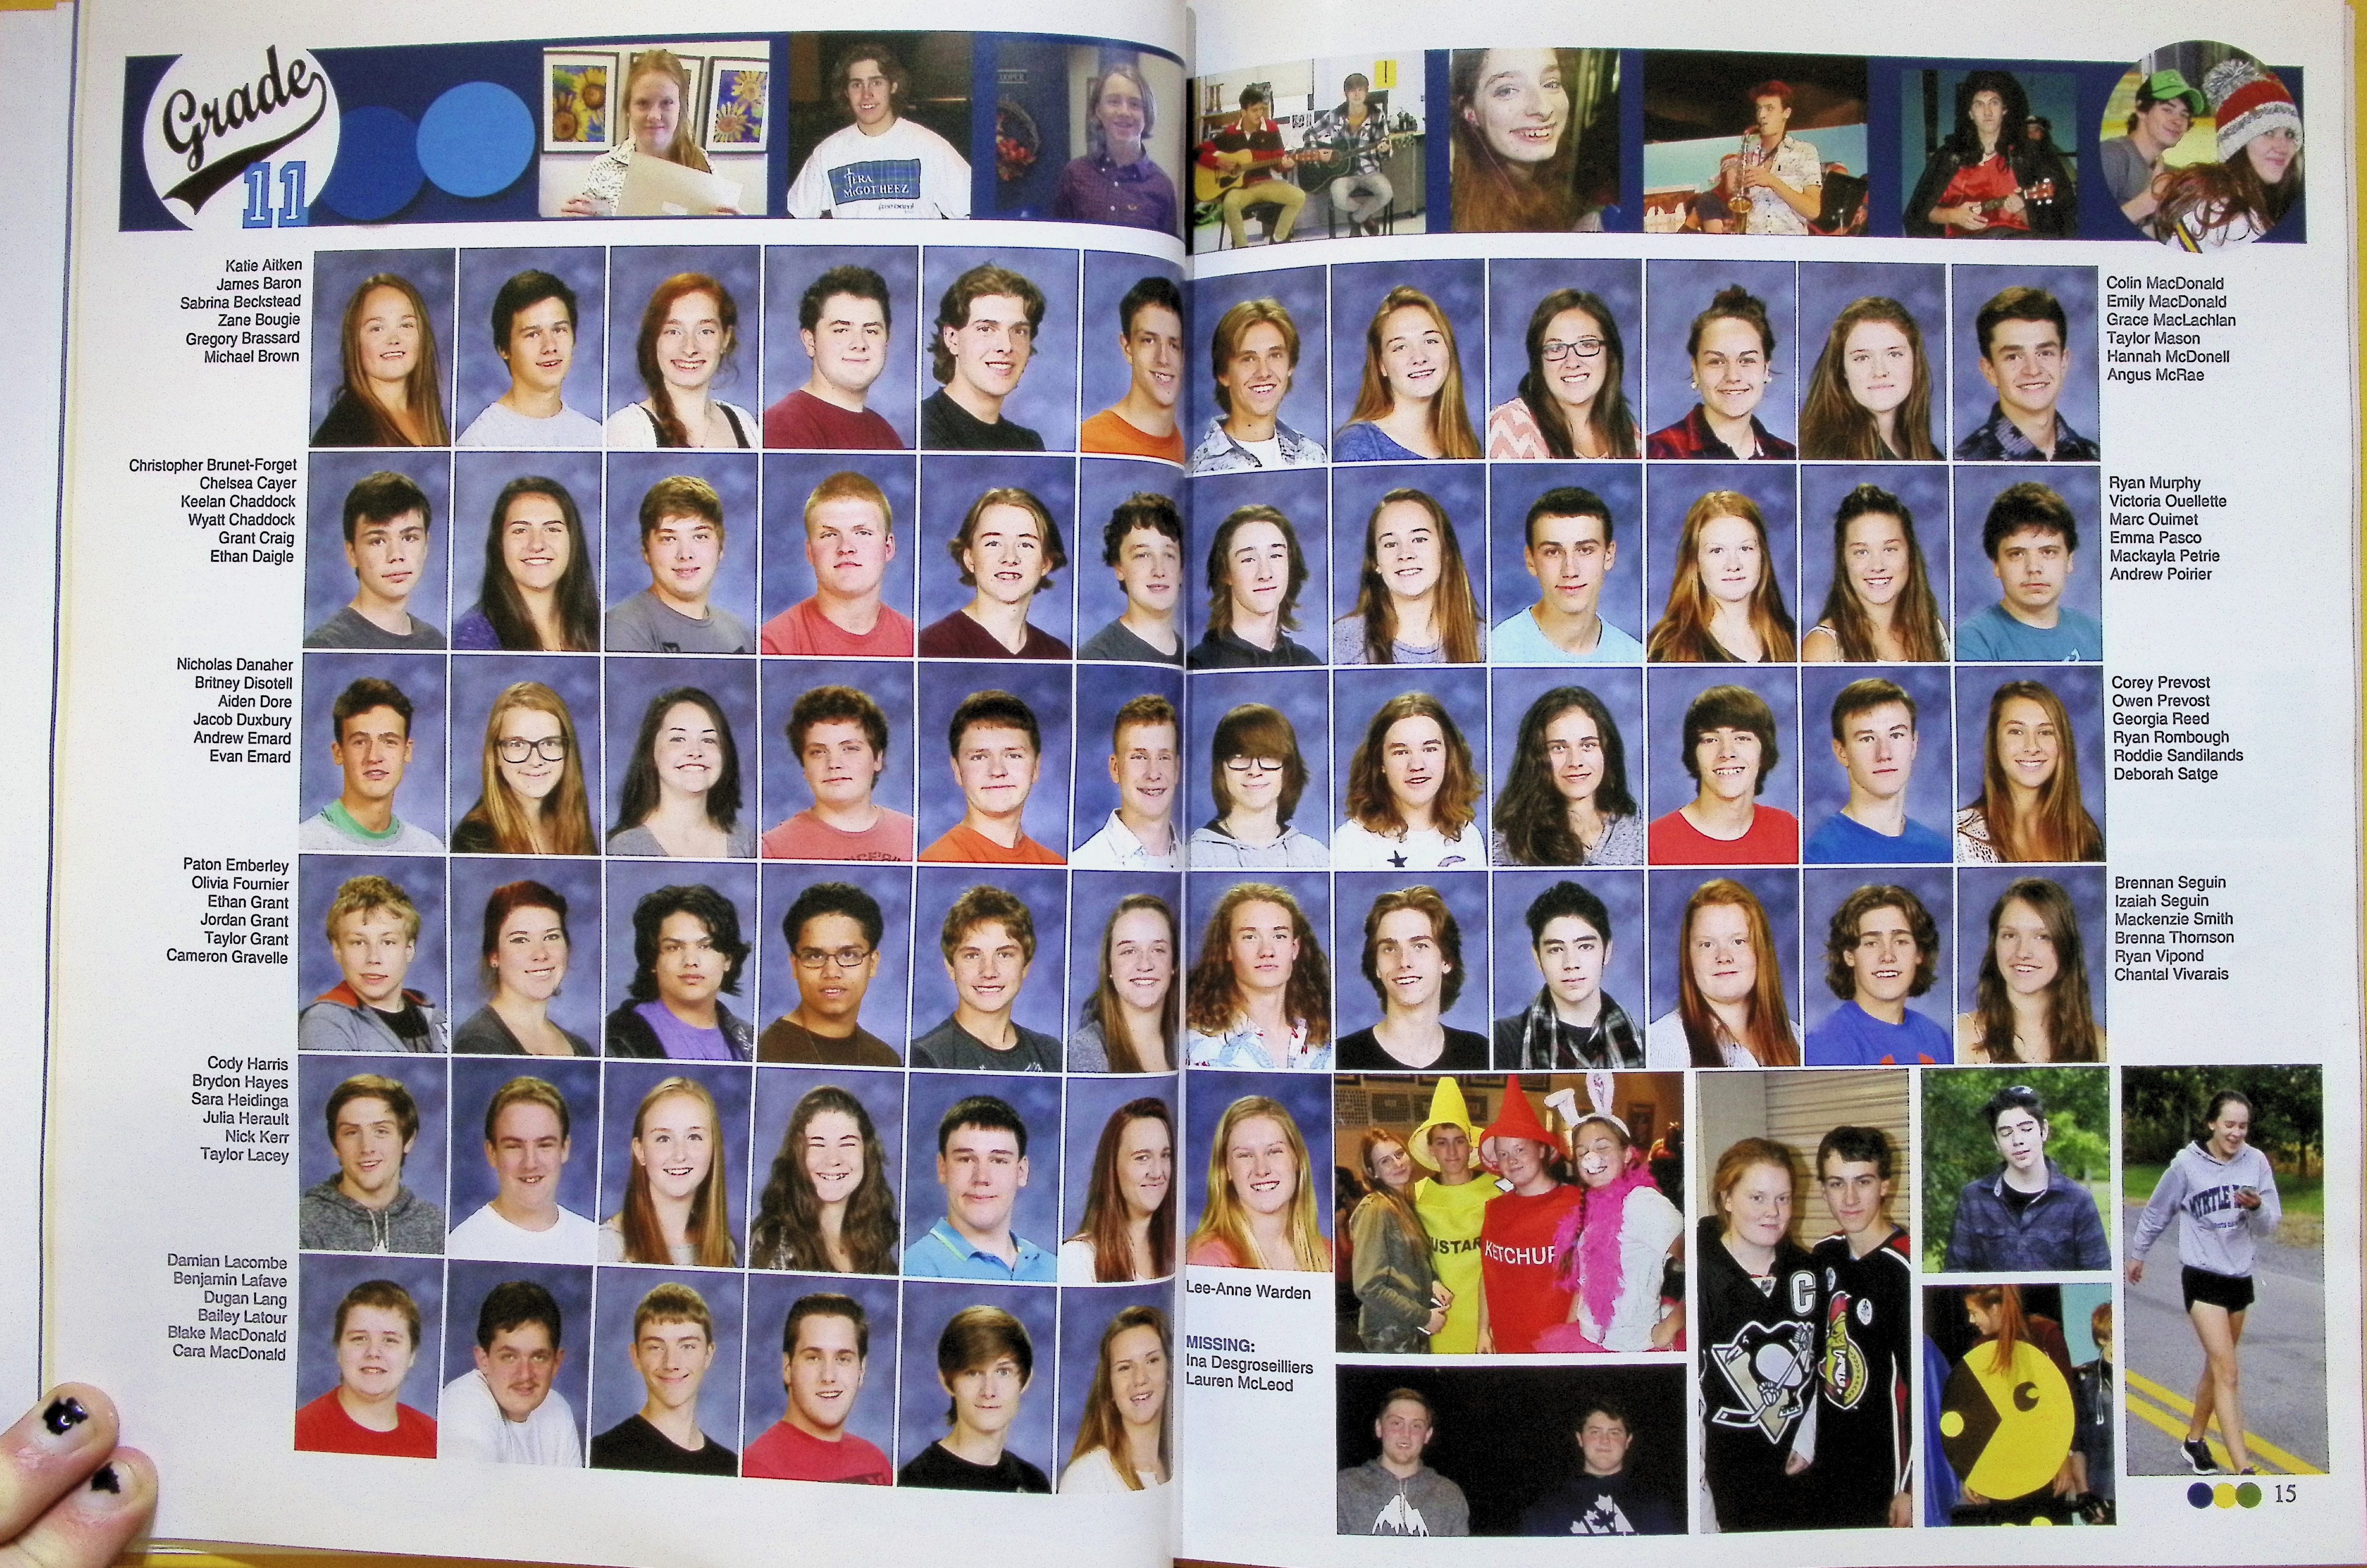 Grade
11
TERA
MCGOTHEEZ
Katie Aitken
James Baron
Sabrina Beckstead
Zane Bougie
Gregory Brassard
Michael Brown
Christopher Brunet-Forget
Chelsea Cayer
Keelan Chaddock
Wyatt Chaddock
Grant Craig
Ethan Daigle
Nicholas Danaher
Britney Disotell
Aiden Dore
Jacob Duxbury
Andrew Emard
Evan Emard
Paton Emberley
Olivia Fournier
Ethan Grant
Jordan Grant
Taylor Grant
Cameron Gravelle
Cody Harris
Brydon Hayes
Sara Heidinga
Julia Herault
Nick Kerr
Taylor Lacey
Damian Lacombe
Benjamin Lafave
Dugan Lang
Bailey Latour
Blake MacDonald
Cara MacDonald
Colin MacDonald
Emily MacDonald
Grace MacLachlan
Taylor Mason
Hannah McDonell
Angus McRae
Ryan Murphy
Victoria Ouellette
Marc Ouimet
Emma Pasco
Mackayla Petrie
Andrew Poirier
Corey Prevost
Owen Prevost
Georgia Reed
Ryan Rombough
Roddie Sandilands
Deborah Satge
Brennan Seguin
Izaiah Seguin
Mackenzie Smith
Brenna Thomson
Ryan Vipond
Chantal Vivarais
Lee-Anne Warden
MISSING:
Ina Desgroseilliers
Lauren McLeod
USTAR
KETCHUP
C
MYRTLE
15